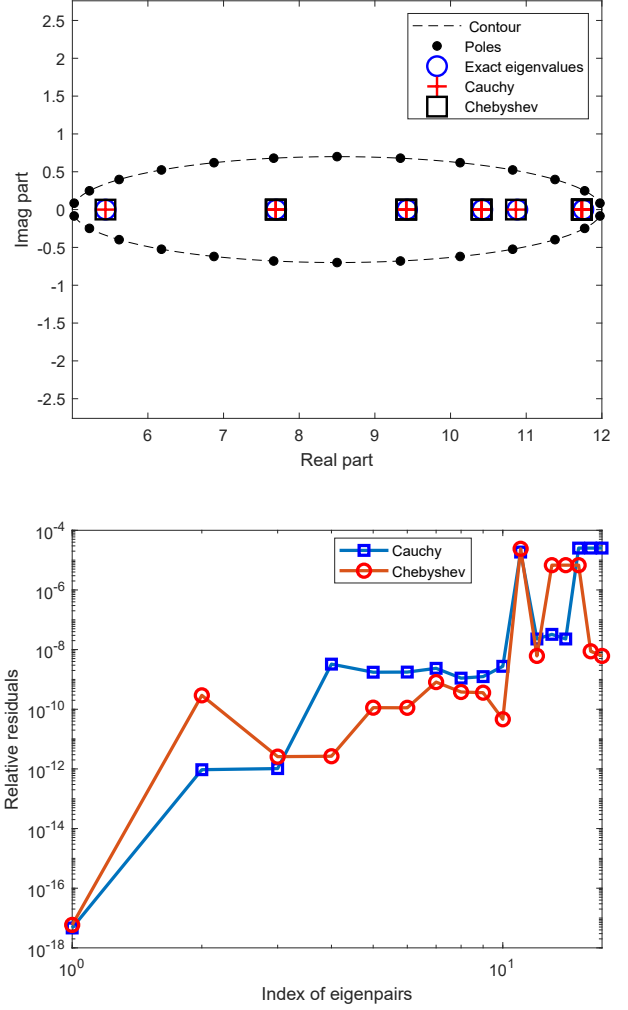 2.5
2
1.5
1
0.5
0
-0.5
-1
-1.5
-2
-2.5
Imag part
Contour
Poles
Exact eigenvalues
Cauchy
Chebyshev
6 7 8 9 10 11 12
Real part
10^-4
10^-6
10^-8
10^-10
10^-12
10^-14
10^-16
10^-18
Relative residuals
Cauchy
Chebyshev
10^0 10^1
Index of eigenpairs